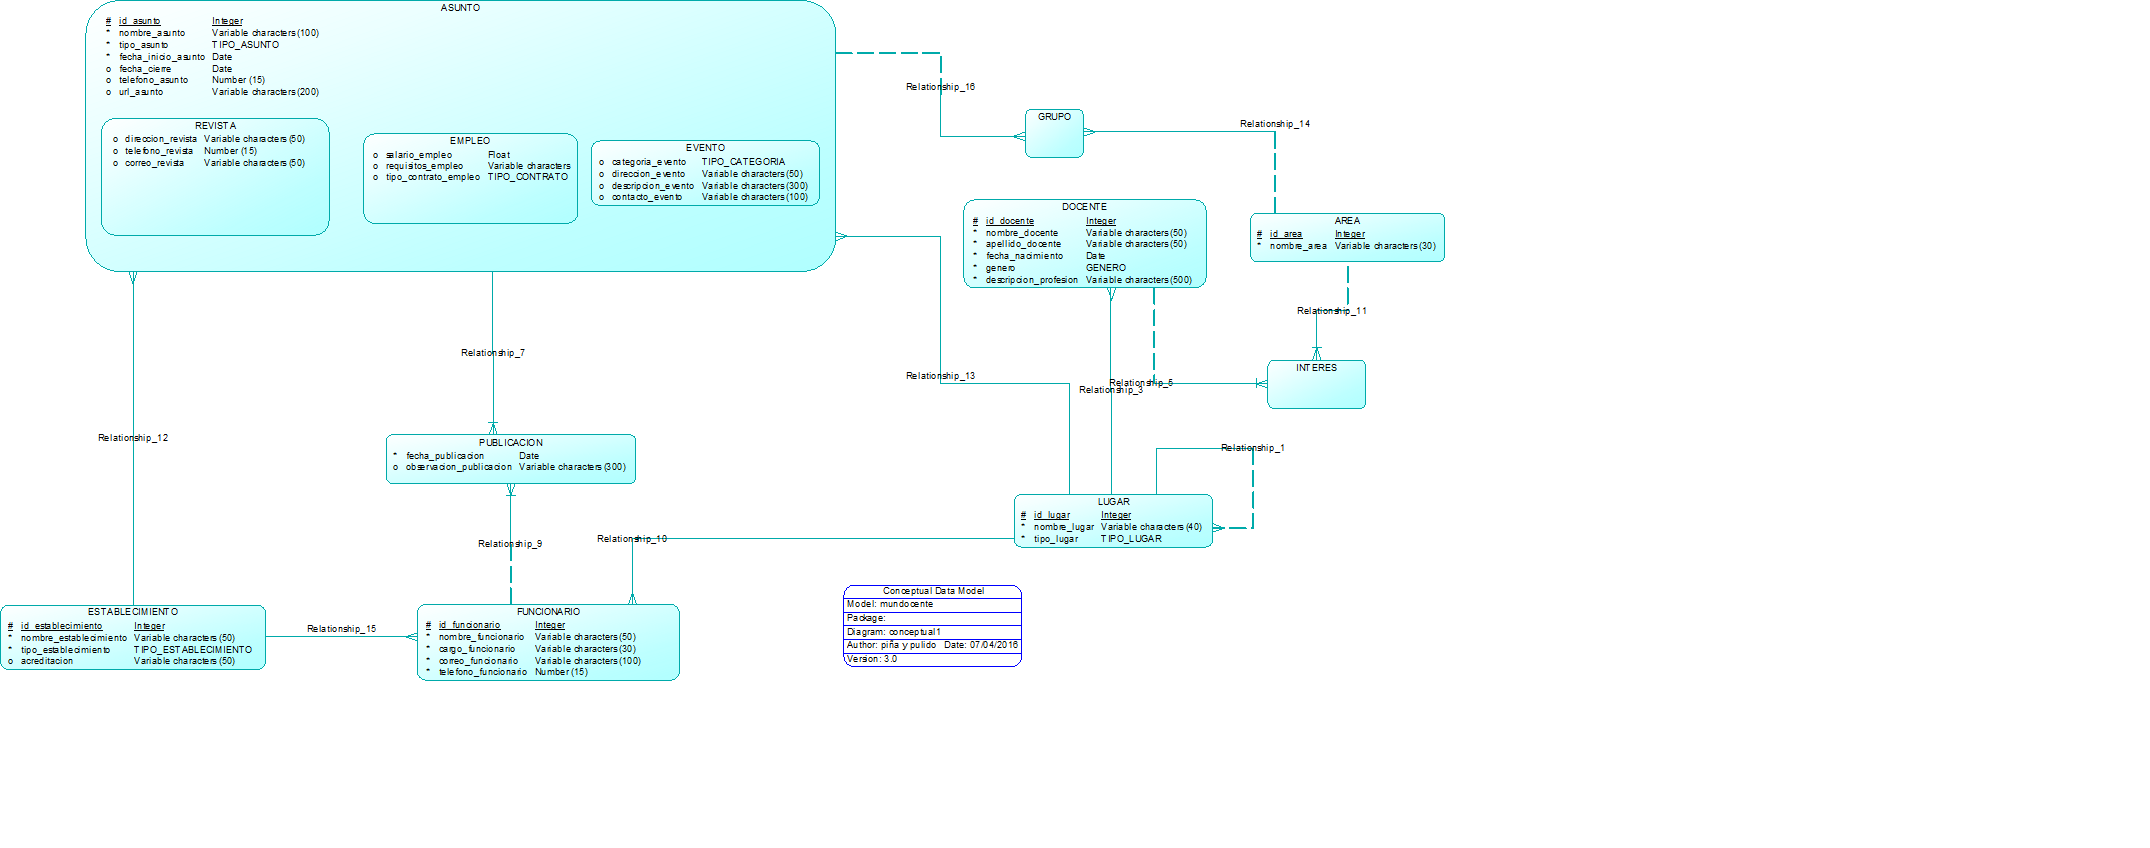 ASUNTO
# id_asunto Integer
* nombre_asunto Variable characters (100)
* tipo_asunto TIPO_ASUNTO
* fecha_inicio_asunto Date
o fecha_cierre Date
o telefono_asunto Number (15)
o url_asunto Variable characters (200)
REVISTA
o direccion_revista Variable characters (50)
o telefono_revista Number (15)
o correo_revista Variable characters (50)
EMPLEO
o salario_empleo Float
o requisitos_empleo Variable characters
o tipo_contrato_empleo TIPO_CONTRATO
EVENTO
o categoria_evento TIPO_CATEGORIA
o direccion_evento Variable characters (50)
o descripcion_evento Variable characters (300)
o contacto_evento Variable characters (100)
Relationship_16
GRUPO
Relationship_14
DOCENTE
# id_docente Integer
* nombre_docente Variable characters (50)
* apellido_docente Variable characters (50)
* fecha_nacimiento Date
* genero GENERO
* descripcion_profesion Variable characters (500)
AREA
# id_area Integer
* nombre_area Variable characters (30)
Relationship_11
INTERES
Relationship_7
Relationship_13
Relationship_5
Relationship_3
Relationship_12
PUBLICACION
* fecha_publicacion Date
o observacion_publicacion Variable characters (300)
Relationship_1
LUGAR
# id_lugar Integer
* nombre_lugar Variable characters (40)
* tipo_lugar TIPO_LUGAR
Relationship_9
Relationship_10
ESTABLECIMIENTO
# id_establecimiento Integer
* nombre_establecimiento Variable characters (50)
* tipo_establecimiento TIPO_ESTABLECIMIENTO
o acreditacion Variable characters (50)
Relationship_15
FUNCIONARIO
# id_funcionario Integer
* nombre_funcionario Variable characters (50)
* cargo_funcionario Variable characters (30)
* correo_funcionario Variable characters (100)
* telefono_funcionario Number (15)
Conceptual Data Model
Model: mundocente
Package:
Diagram: conceptual1
Author: piña y pulido Date: 07/04/2016
Version: 3.0